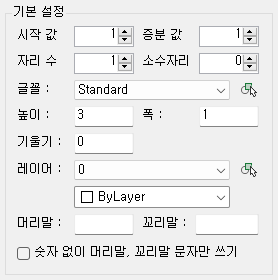 기본 설정
시작 값 1 증분 값 1
자리 수 1 소수자리 0
글꼴 : Standard
높이 : 3 폭 : 1
기울기 : 0
레이어 : 0
ByLayer
머리말 : 꼬리말 :
숫자 없이 머리말, 꼬리말 문자만 쓰기